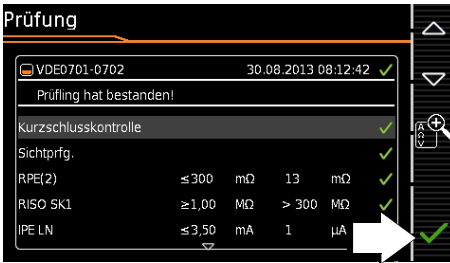 Prüfung
VDE0701-0702 30.08.2013 08:12:42
Prüfling hat bestanden!
Kurzschlusskontrolle
Sichtprfg.
RPE(2) ≤300 mΩ 13 mΩ
RISO SK1 ≥1,00 MΩ > 300 MΩ
IPE LN ≤3,50 mA 1 µA
A
Ω
V